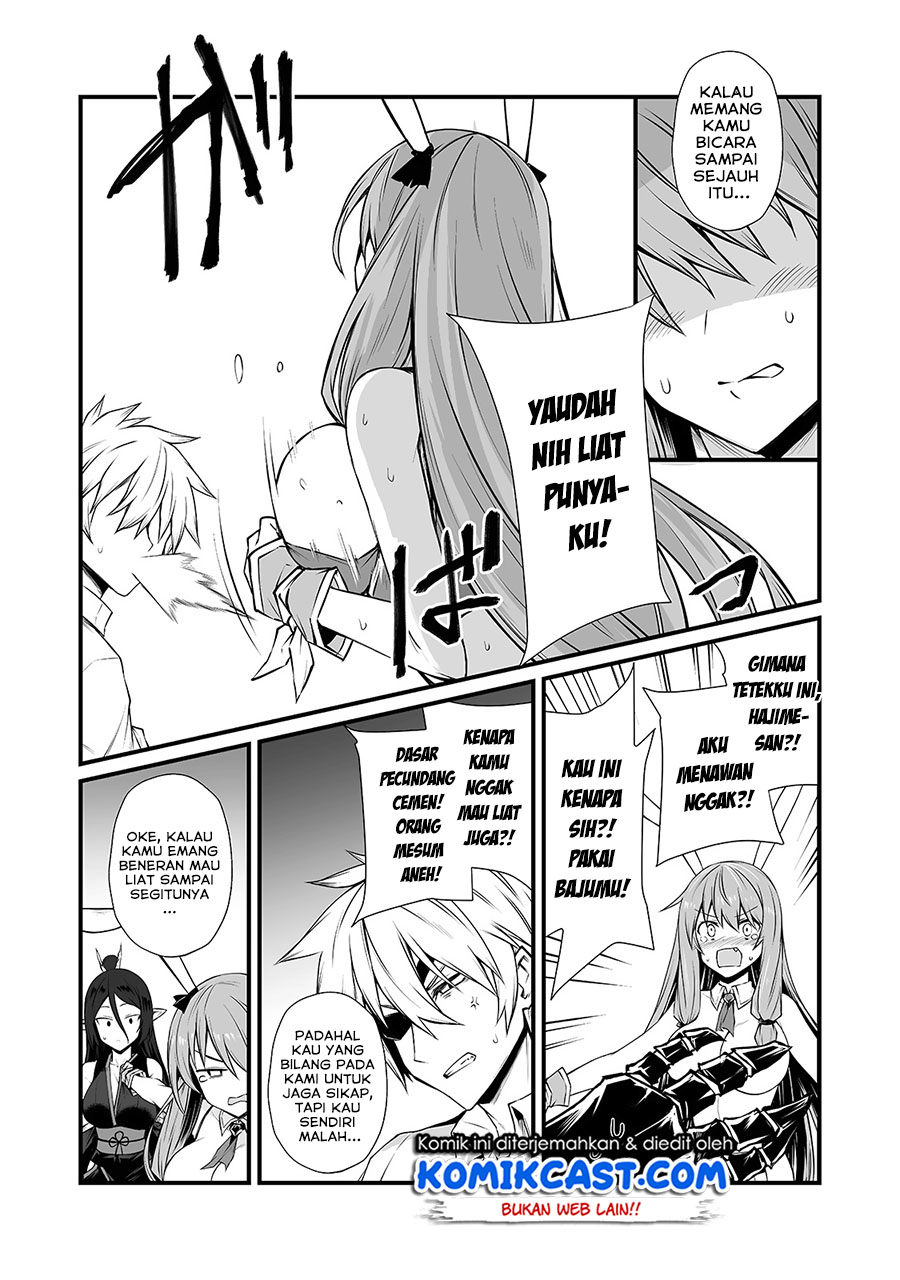 KALAU
MEMANG
KAMU
BICARA
SAMPAI
SEJAUH
ITU...
ガバ
YAUDAH
NIH LIAT
PUNYA-
KU!
ばっ
GIMANA
TETEKKU INI,
HAJIME-
SAN?!
AKU
MENAWAN
NGGAK?!
KAU INI
KENAPA
SIH?!
PAKAI
BAJUMU!
KENAPA
KAMU
NGGAK
MAU LIAT
JUGA?!
DASAR
PECUNDANG
CEMEN!
ORANG
MESUM
ANEH!
PADAHAL
KAU YANG
BILANG PADA
KAMI UNTUK
JAGA SIKAP,
TAPI KAU
SENDIRI
MALAH...
OKE, KALAU
KAMU EMANG
BENERAN MAU
LIAT SAMPAI
SEGITUNYA
...
Komik ini diterjemahkan & diedit oleh
KOMIKCAST.COM
BUKAN WEB LAIN!!